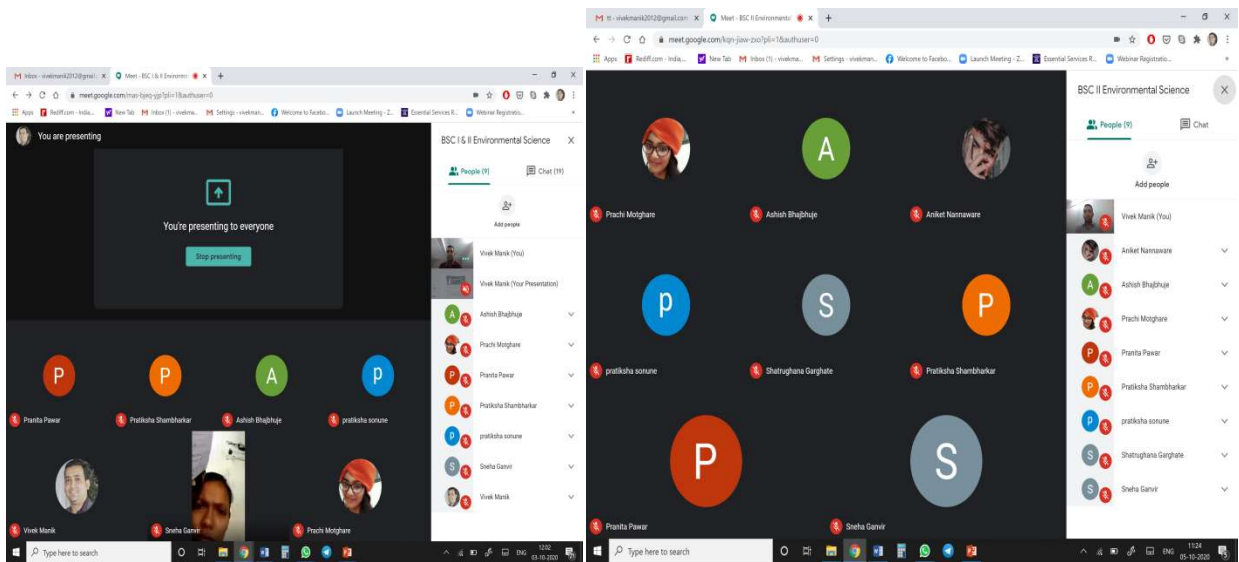 Inbox - vivekmanik2012@gmail.c
Meet - BSC I & II Environmen
meet.google.com/mas-bjwq-yjp?pli=1&authuser=0
Apps
Rediff.com - India,...
New Tab
Inbox (1) - vivekma...
Settings - vivekman...
Welcome to Facebo...
Launch Meeting - Z...
Essential Services R...
Webinar Registratio...
You are presenting
You're presenting to everyone
Stop presenting
Pranita Pawar
Pratiksha Shambharkar
Ashish Bhajbhuje
pratiksha sonune
Vivek Manik
Sneha Ganvir
Prachi Motghare
P
P
A
p
BSC I & II Environmental Science
People (9)
Chat (19)
Add people
Vivek Manik (You)
Vivek Manik (Your Presentation)
A Ashish Bhajbhuje
Prachi Motghare
P Pranita Pawar
P Pratiksha Shambharkar
p pratiksha sonune
S Sneha Ganvir
Vivek Manik
Type here to search
ENG
12:02
03-10-2020
tt - vivekmanik2012@gmail.com
Meet - BSC II Environmental
meet.google.com/kqn-jiaw-zxo?pli=1&authuser=0
Apps
Rediff.com - India,...
New Tab
Inbox (1) - vivekma...
Settings - vivekman...
Welcome to Facebo...
Launch Meeting - Z...
Essential Services R...
Webinar Registratio...
A
Prachi Motghare
Ashish Bhajbhuje
Aniket Nannaware
p
S
P
pratiksha sonune
Shatrughana Garghate
Pratiksha Shambharkar
P
S
Pranita Pawar
Sneha Ganvir
BSC II Environmental Science
People (9)
Chat
Add people
Vivek Manik (You)
Aniket Nannaware
A Ashish Bhajbhuje
Prachi Motghare
P Pranita Pawar
P Pratiksha Shambharkar
p pratiksha sonune
S Shatrughana Garghate
S Sneha Ganvir
Type here to search
ENG
11:24
05-10-2020